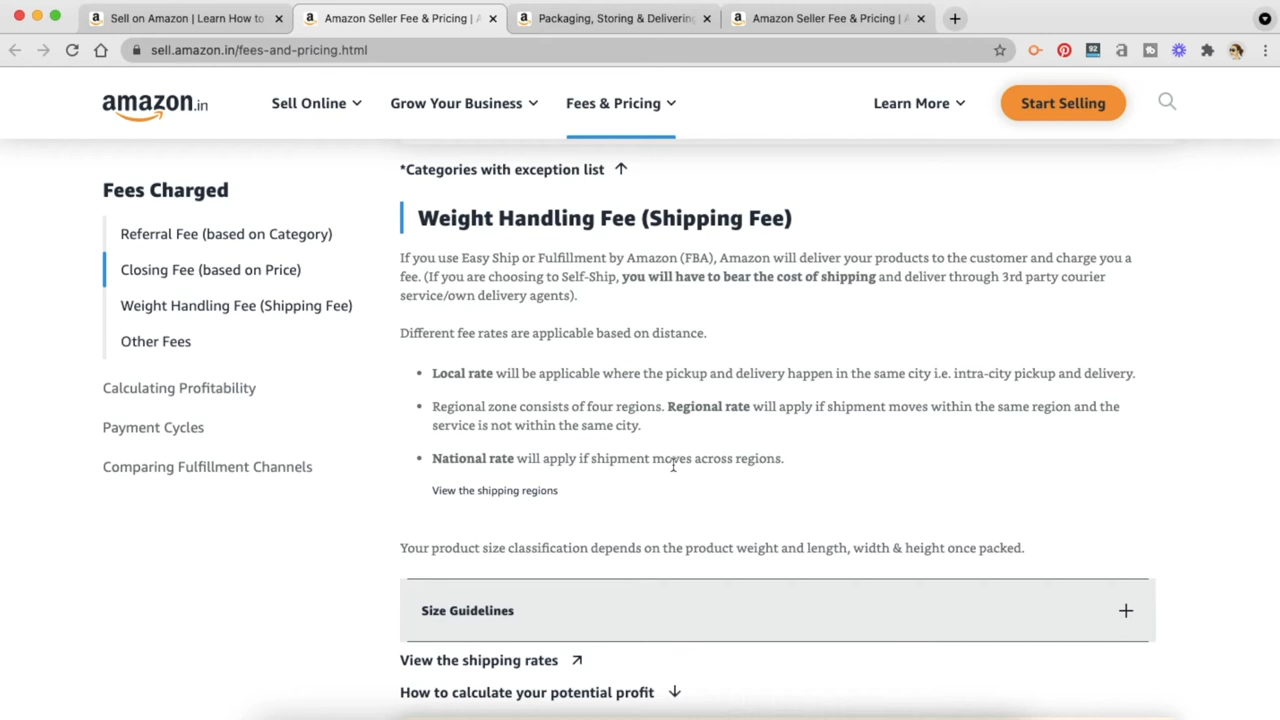 Sell on Amazon | Learn How to
Amazon Seller Fee & Pricing |
Packaging, Storing & Delivering
Amazon Seller Fee & Pricing |
sell.amazon.in/fees-and-pricing.html
92
amazon.in
Sell Online
Grow Your Business
Fees & Pricing
Learn More
Start Selling
Fees Charged
Referral Fee (based on Category)
Closing Fee (based on Price)
Weight Handling Fee (Shipping Fee)
Other Fees
Calculating Profitability
Payment Cycles
Comparing Fulfillment Channels
*Categories with exception list
Weight Handling Fee (Shipping Fee)
If you use Easy Ship or Fulfillment by Amazon (FBA), Amazon will deliver your products to the customer and charge you a
fee. (If you are choosing to Self-Ship, you will have to bear the cost of shipping and deliver through 3rd party courier
service/own delivery agents).
Different fee rates are applicable based on distance.
• Local rate will be applicable where the pickup and delivery happen in the same city i.e. intra-city pickup and delivery.
• Regional zone consists of four regions. Regional rate will apply if shipment moves within the same region and the
service is not within the same city.
• National rate will apply if shipment moves across regions.
View the shipping regions
Your product size classification depends on the product weight and length, width & height once packed.
Size Guidelines
View the shipping rates
How to calculate your potential profit